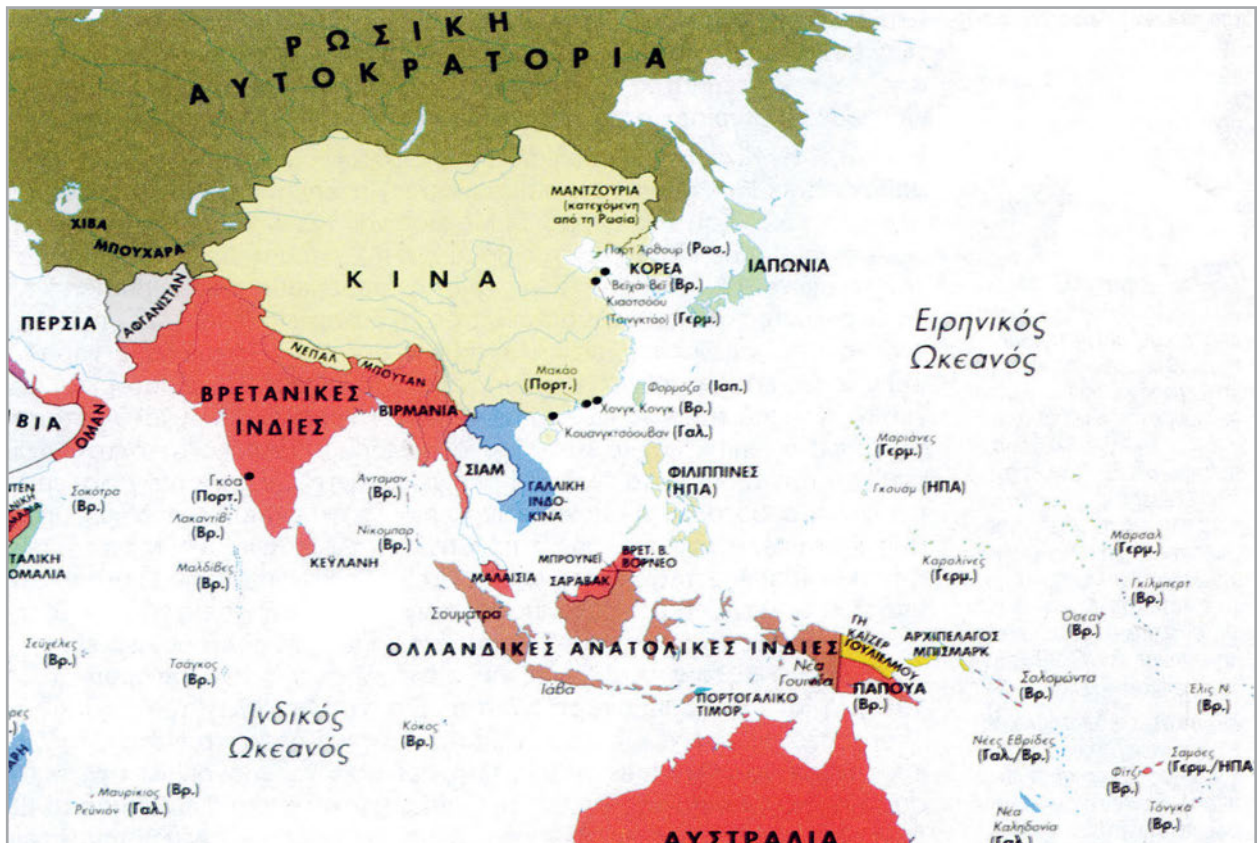 ΡΩΣΙΚΗ
ΑΥΤΟΚΡΑΤΟΡΙΑ
ΧΙΒΑ
ΜΠΟΥΧΑΡΑ
ΜΑΝΤΖΟΥΡΙΑ
(κατεχόμενη
από τη Ρωσία)
Πορτ Άρθουρ (Ρωσ.)
ΚΟΡΕΑ
Βεϊχάι Βέι (Βρ.)
Κιαοτσόου
(Τσινγκτάο) (Γερμ.)
ΙΑΠΩΝΙΑ
ΚΙΝΑ
ΑΦΓΑΝΙΣΤΑΝ
ΠΕΡΣΙΑ
ΝΕΠΑΛ
ΜΠΟΥΤΑΝ
ΒΡΕΤΑΝΙΚΕΣ
ΙΝΔΙΕΣ
ΒΙΡΜΑΝΙΑ
Μακάο
(Πορτ.)
Φορμόζα (Ιαπ.)
Χονγκ Κονγκ (Βρ.)
Κουανγκτσόουβαν (Γαλ.)
Ειρηνικός
Ωκεανός
ΒΙΑ
ΟΜΑΝ
Γκόα
(Πορτ.)
Σοκότρα
(Βρ.)
Λακαντίβ
(Βρ.)
Μαλδίβες
(Βρ.)
Άνταμαν
(Βρ.)
Νίκομπαρ
(Βρ.)
ΚΕΫΛΑΝΗ
ΣΙΑΜ
ΓΑΛΛΙΚΗ
ΙΝΔΟ-
ΚΙΝΑ
ΦΙΛΙΠΠΙΝΕΣ
(ΗΠΑ)
Μαριάνες
(Γερμ.)
Γκουάμ (ΗΠΑ)
ΤΑΛΙΚΗ
ΟΜΑΛΙΑ
ΜΑΛΑΙΣΙΑ
ΜΠΡΟΥΝΕΪ
ΣΑΡΑΒΑΚ
ΒΡΕΤ. Β.
ΒΟΡΝΕΟ
Καρολίνες
(Γερμ.)
Μάρσαλ
(Γερμ.)
Γκίλμπερτ
(Βρ.)
Όσεαν
(Βρ.)
Σουμάτρα
ΟΛΛΑΝΔΙΚΕΣ ΑΝΑΤΟΛΙΚΕΣ ΙΝΔΙΕΣ
ΓΗ
ΚΑΪΖΕΡ
ΓΟΥΛΙΕΛΜΟΥ
ΑΡΧΙΠΕΛΑΓΟΣ
ΜΠΙΣΜΑΡΚ
Σεϋχέλες
(Βρ.)
Τσάγκος
(Βρ.)
Ιάβα
Νέα
Γουινέα
ΠΑΠΟΥΑ
(Βρ.)
ΠΟΡΤΟΓΑΛΙΚΟ
ΤΙΜΟΡ
Σολομώντα
(Βρ.)
Έλις Ν.
(Βρ.)
Ινδικός
Ωκεανός
Κόκος
(Βρ.)
Νέες Εβρίδες
(Γαλ./Βρ.)
Σαμόες
(Γερμ./ΗΠΑ
Φίτζι
(Βρ.)
Μαυρίκιος (Βρ.)
Ρεϋνιόν (Γαλ.)
Τόνγκα
(Βρ.)
Νέα
Καληδονία
(Γαλ.)
ΑΥΣΤΡΑΛΙΑ